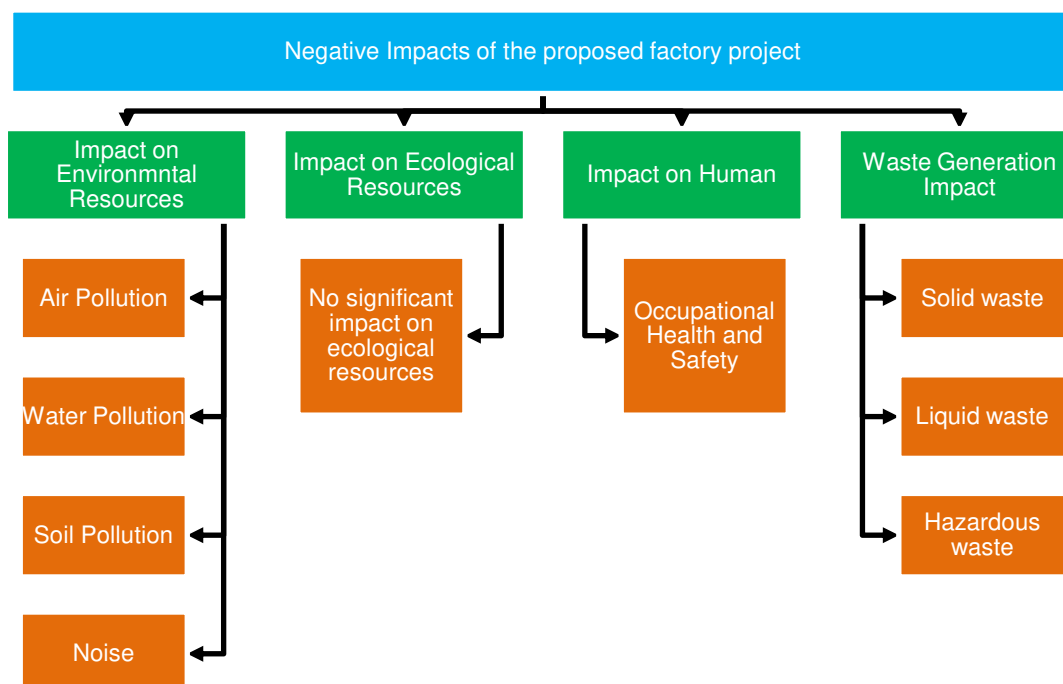 Negative Impacts of the proposed factory project
Impact on
Environmntal
Resources
Impact on Ecological
Resources
Impact on Human
Waste Generation
Impact
Air Pollution
Water Pollution
Soil Pollution
Noise
No significant
impact on
ecological
resources
Occupational
Health and
Safety
Solid waste
Liquid waste
Hazardous
waste